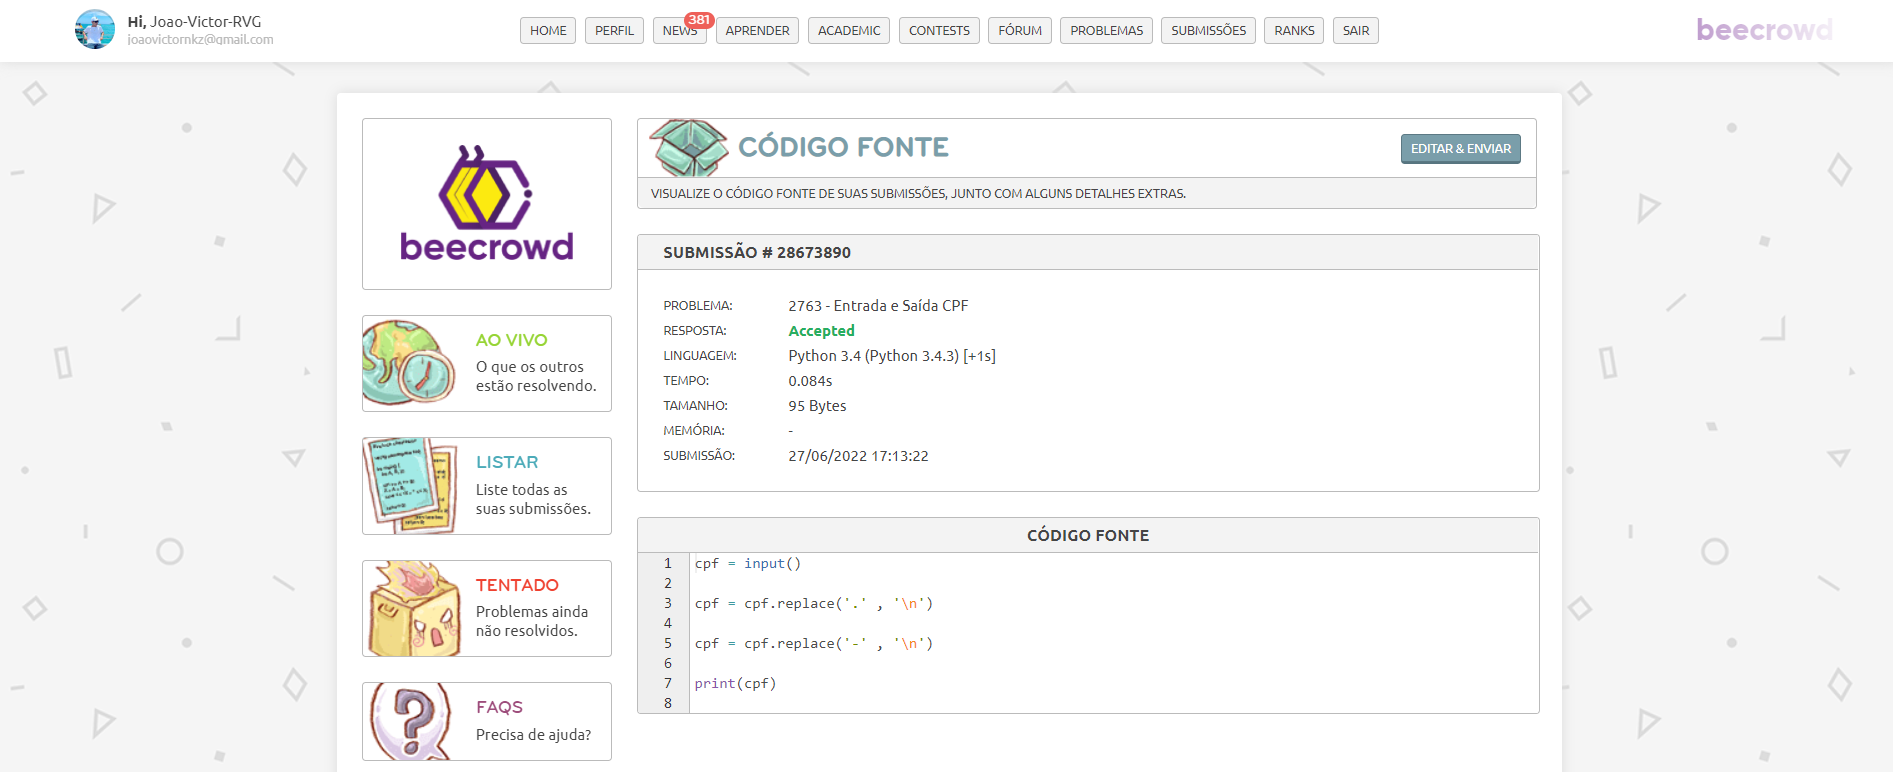 Hi, Joao-Victor-RVG
joaovictornkz@gmail.com
HOME
PERFIL
NEWS
381
APRENDER
ACADEMIC
CONTESTS
FÓRUM
PROBLEMAS
SUBMISSÕES
RANKS
SAIR
beecrowd
beecrowd
AO VIVO
O que os outros
estão resolvendo.
LISTAR
Liste todas as
suas submissões.
TENTADO
Problemas ainda
não resolvidos.
FAQS
Precisa de ajuda?
CÓDIGO FONTE
EDITAR & ENVIAR
VISUALIZE O CÓDIGO FONTE DE SUAS SUBMISSÕES, JUNTO COM ALGUNS DETALHES EXTRAS.
SUBMISSÃO # 28673890
PROBLEMA: 2763 - Entrada e Saída CPF
RESPOSTA: Accepted
LINGUAGEM: Python 3.4 (Python 3.4.3) [+1s]
TEMPO: 0.084s
TAMANHO: 95 Bytes
MEMÓRIA: -
SUBMISSÃO: 27/06/2022 17:13:22
CÓDIGO FONTE
1 cpf = input()
2
3 cpf = cpf.replace('.' , '\n')
4
5 cpf = cpf.replace('-' , '\n')
6
7 print(cpf)
8